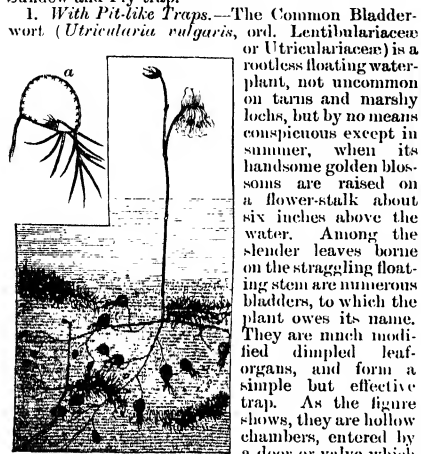 1. With Pit-like Traps.—The Common Bladder-
wort (Utricularia vulgaris, ord. Lentibulariaceæ
or Utriculariaceæ) is a
rootless floating water-
plant, not uncommon
on tarns and marshy
lochs, but by no means
conspicuous except in
summer, when its
handsome golden blos-
soms are raised on
a flower-stalk about
six inches above the
water. Among the
slender leaves borne
on the straggling float-
ing stem are numerous
bladders, to which the
plant owes its name.
They are much modi-
fied dimpled leaf-
organs, and form a
simple but effective
trap. As the figure
shows, they are hollow
chambers, entered by
a door or valve which
a